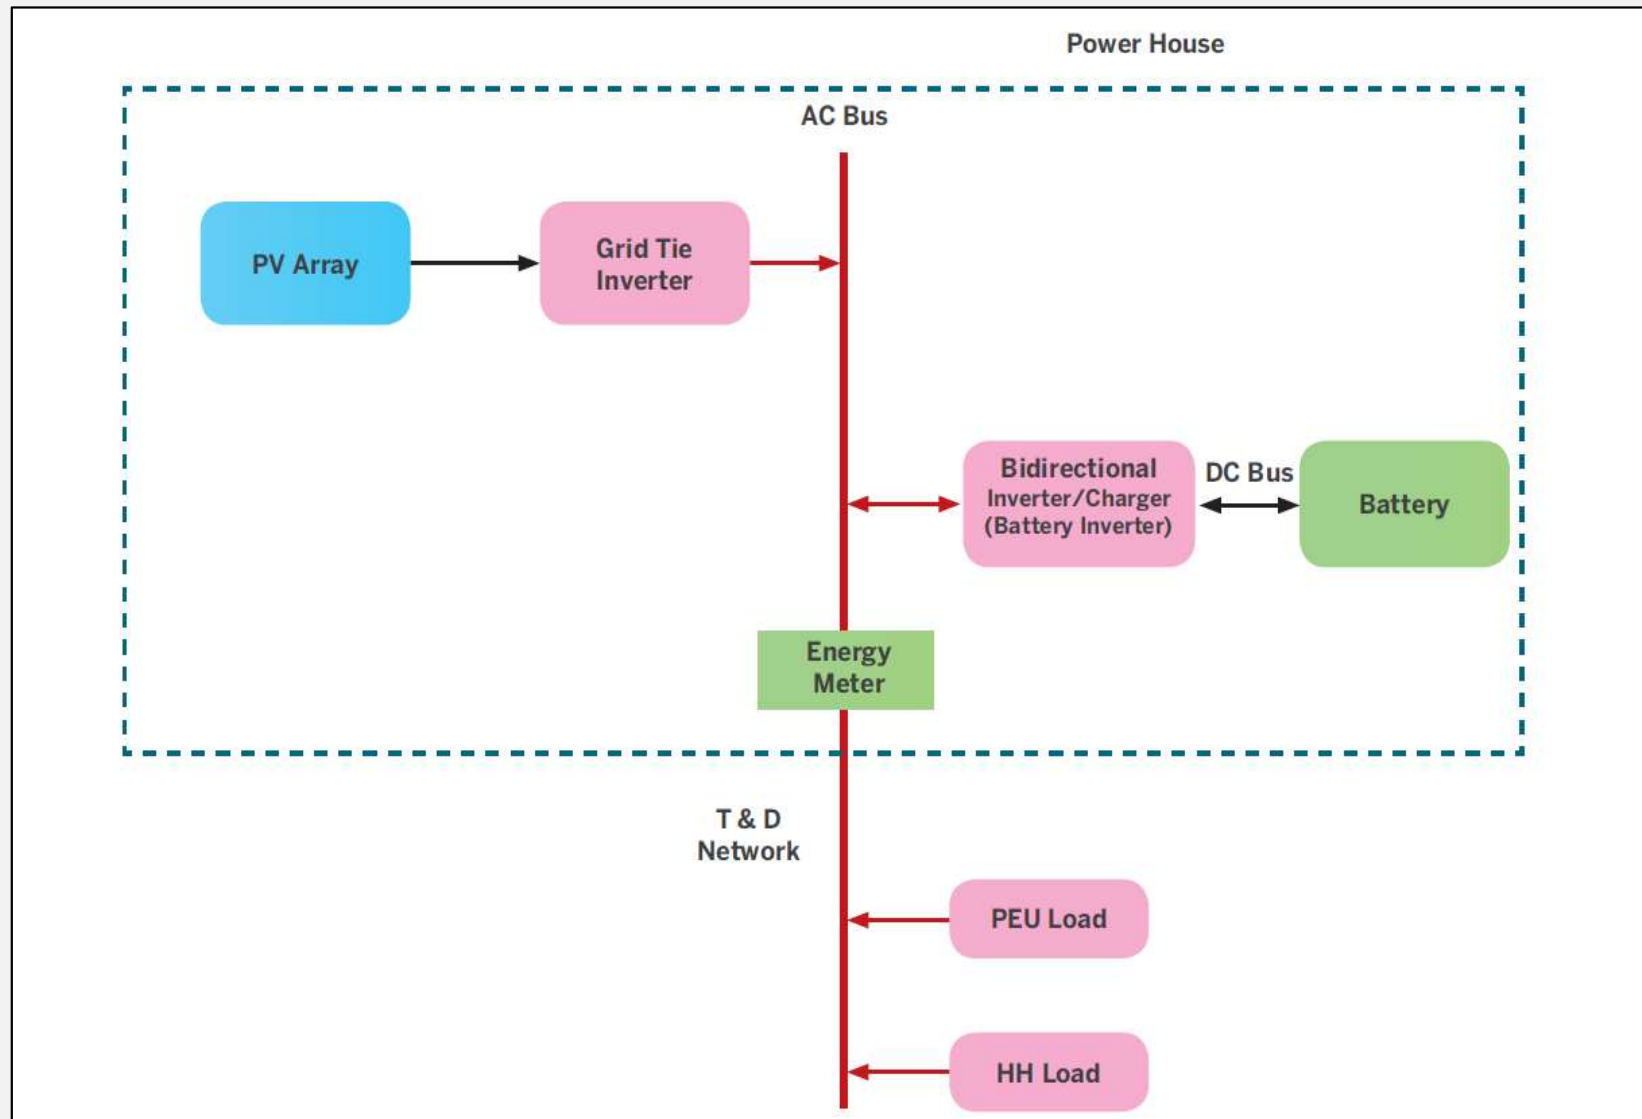 Power House
AC Bus
PV Array
Grid Tie
Inverter
Bidirectional
Inverter/Charger
(Battery Inverter)
DC Bus
Battery
Energy
Meter
T & D
Network
PEU Load
HH Load